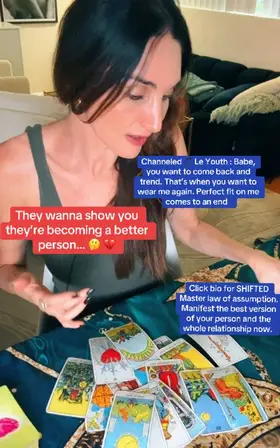 Channeled Le Youth : Babe,
you want to come back and
trend. That's when you want to
wear me again. Perfect fit on me
comes to an end
They wanna show you
they're becoming a better
person... 🤔💔
Click bio for SHIFTED
Master law of assumption.
Manifest the best version
of your person and the
whole relationship now.